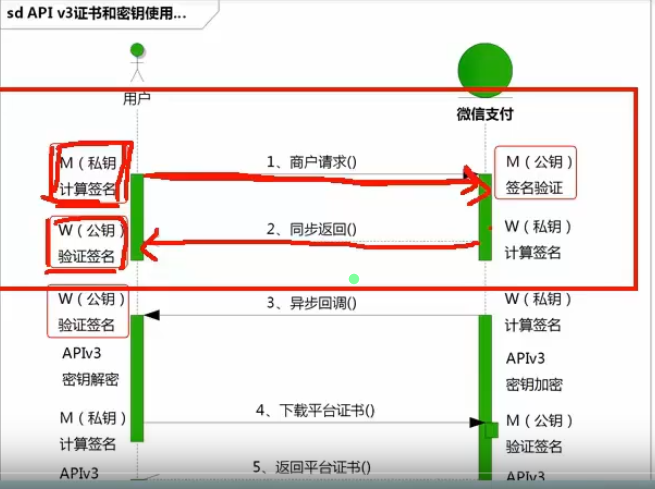 sd API v3证书和密钥使用...
用户
微信支付
M（私钥）
计算签名
1、商户请求()
M（公钥）
签名验证
W（公钥）
验证签名
2、同步返回()
W（私钥）
计算签名
W（公钥）
验证签名
3、异步回调()
W（私钥）
计算签名
APIv3
密钥解密
APIv3
密钥加密
M（私钥）
计算签名
4、下载平台证书()
M（公钥）
验证签名
APIv3
5、返回平台证书()
APIv3